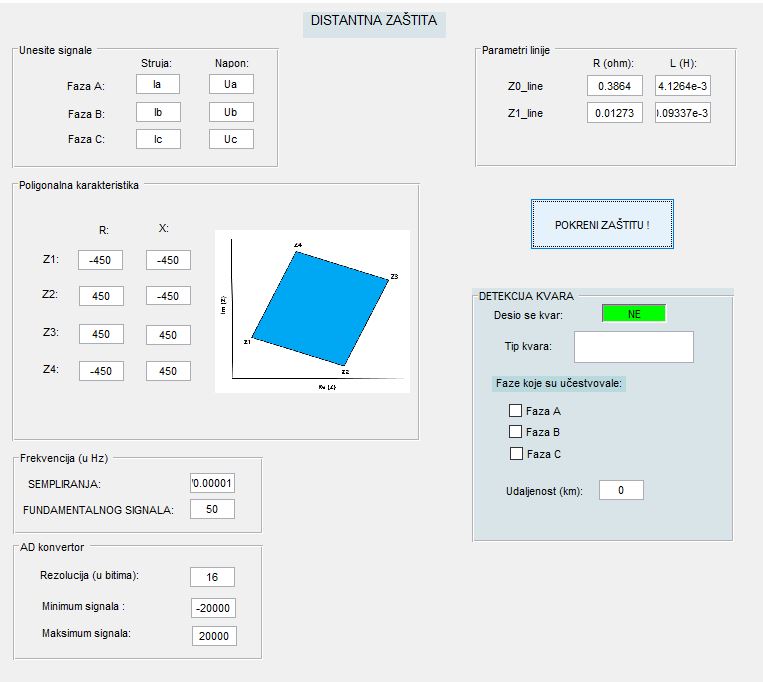 DISTANTNA ZAŠTITA
Unesite signale
Struja: Napon:
Faza A: Ia Ua
Faza B: Ib Ub
Faza C: Ic Uc
Parametri linije
R (ohm): L (H):
Z0_line 0.3864 4.1264e-3
Z1_line 0.01273 0.09337e-3
Poligonalna karakteristika
R: X:
Z1: -450 -450
Z2: 450 -450
Z3: 450 450
Z4: -450 450
Z4
Z3
Im (Z)
Z1
Z2
Re (Z)
POKRENI ZAŠTITU !
DETEKCIJA KVARA
Desio se kvar: NE
Tip kvara:
Faze koje su učestvovale:
Faza A
Faza B
Faza C
Udaljenost (km): 0
Frekvencija (u Hz)
SEMPLIRANJA: /0.00001
FUNDAMENTALNOG SIGNALA: 50
AD konvertor
Rezolucija (u bitima): 16
Minimum signala : -20000
Maksimum signala: 20000